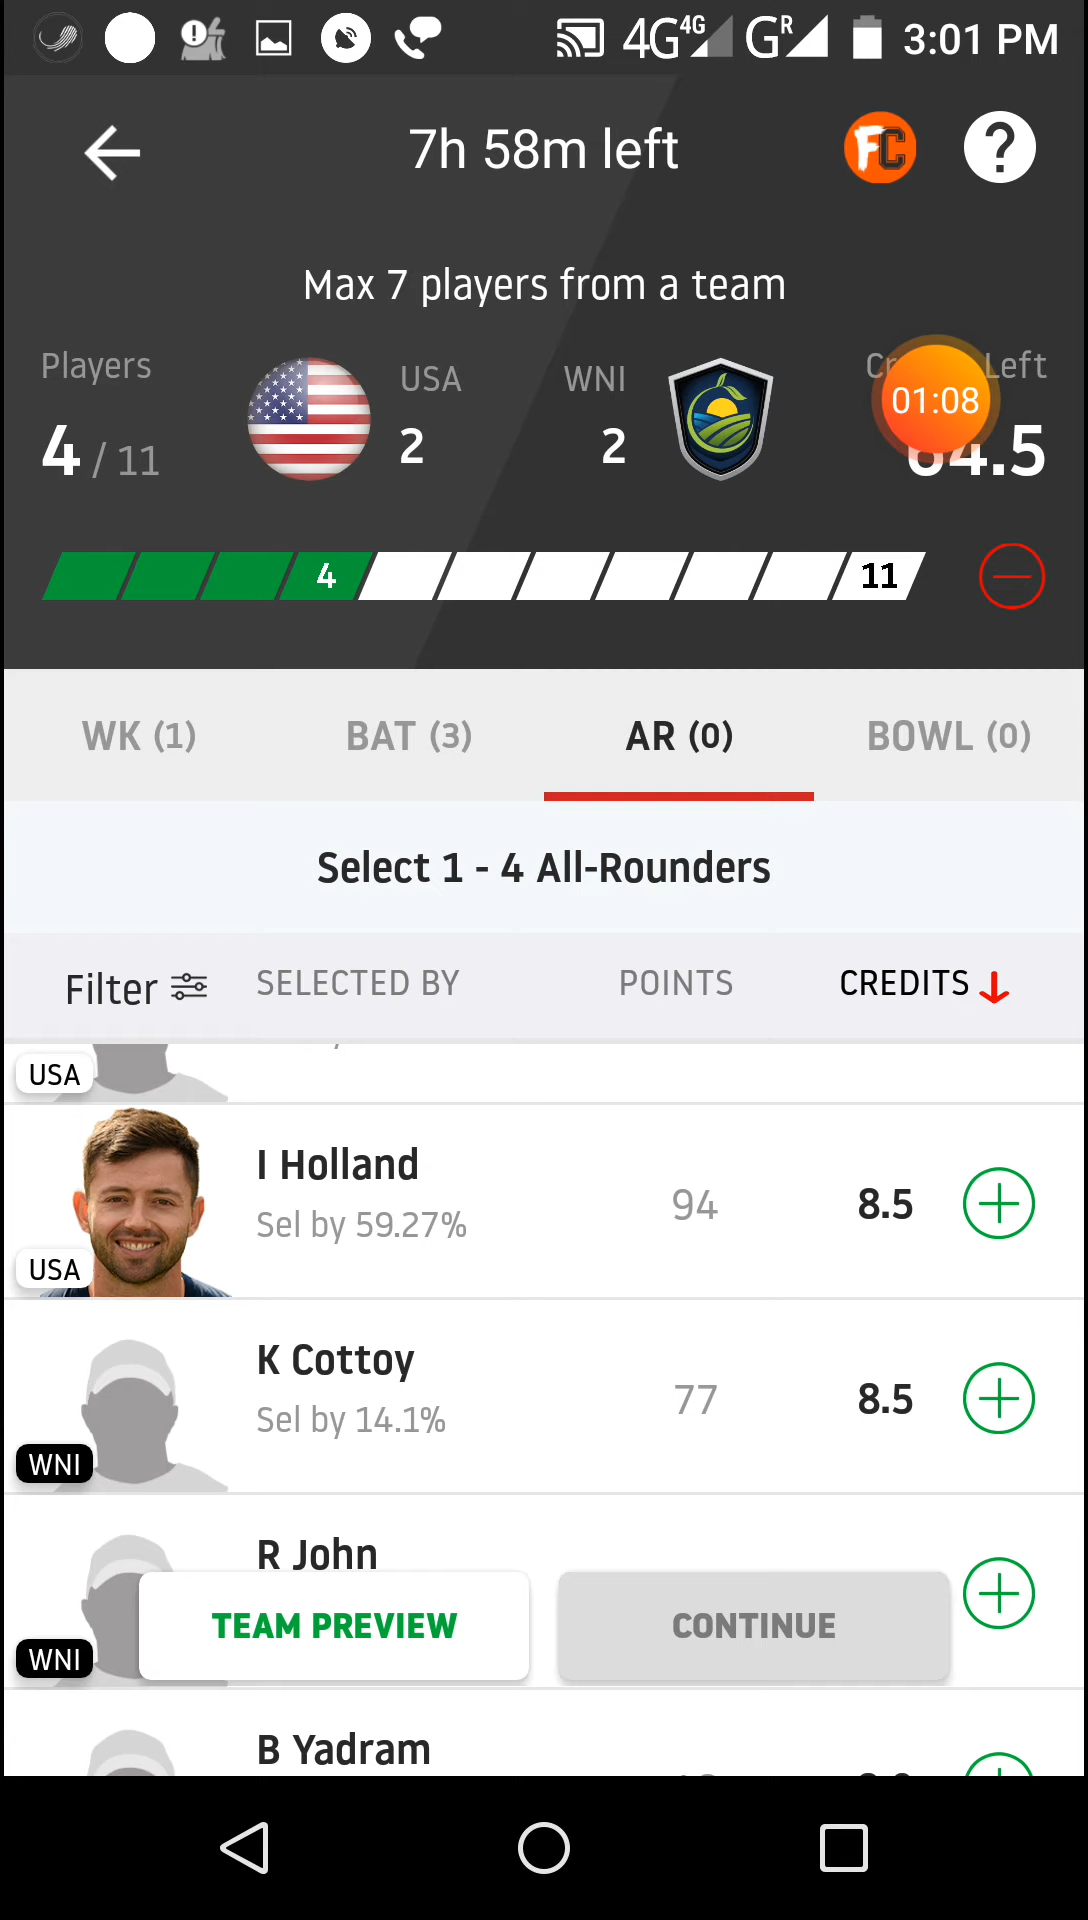 4G 4G G R 3:01 PM
7h 58m left
FC ?
Max 7 players from a team
Players USA WNI Left
01:08
4 / 11 2 2 64.5
4 11
WK (1) BAT (3) AR (0) BOWL (0)
Select 1 - 4 All-Rounders
Filter SELECTED BY POINTS CREDITS
USA
I Holland
Sel by 59.27% 94 8.5
USA
K Cottoy
Sel by 14.1% 77 8.5
WNI
R John
TEAM PREVIEW CONTINUE
WNI
B Yadram